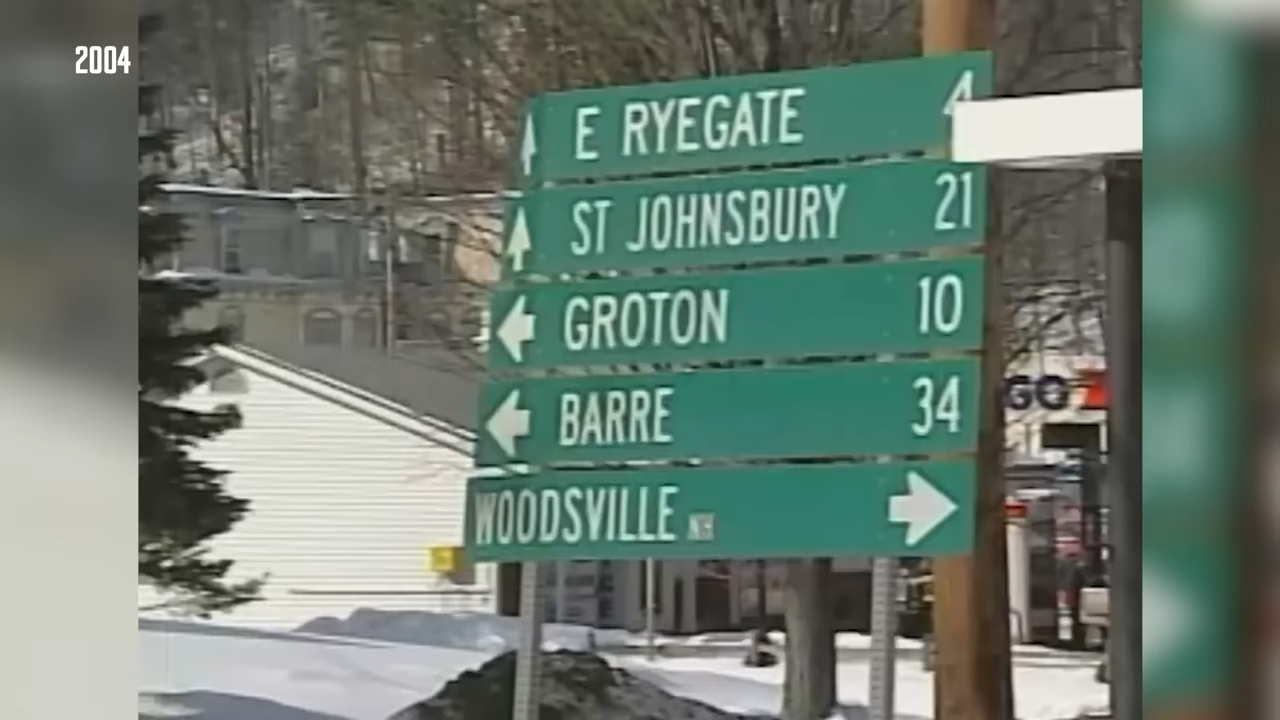 2004
E RYEGATE 4
ST JOHNSBURY 21
GROTON 10
BARRE 34
WOODSVILLE NH
GO